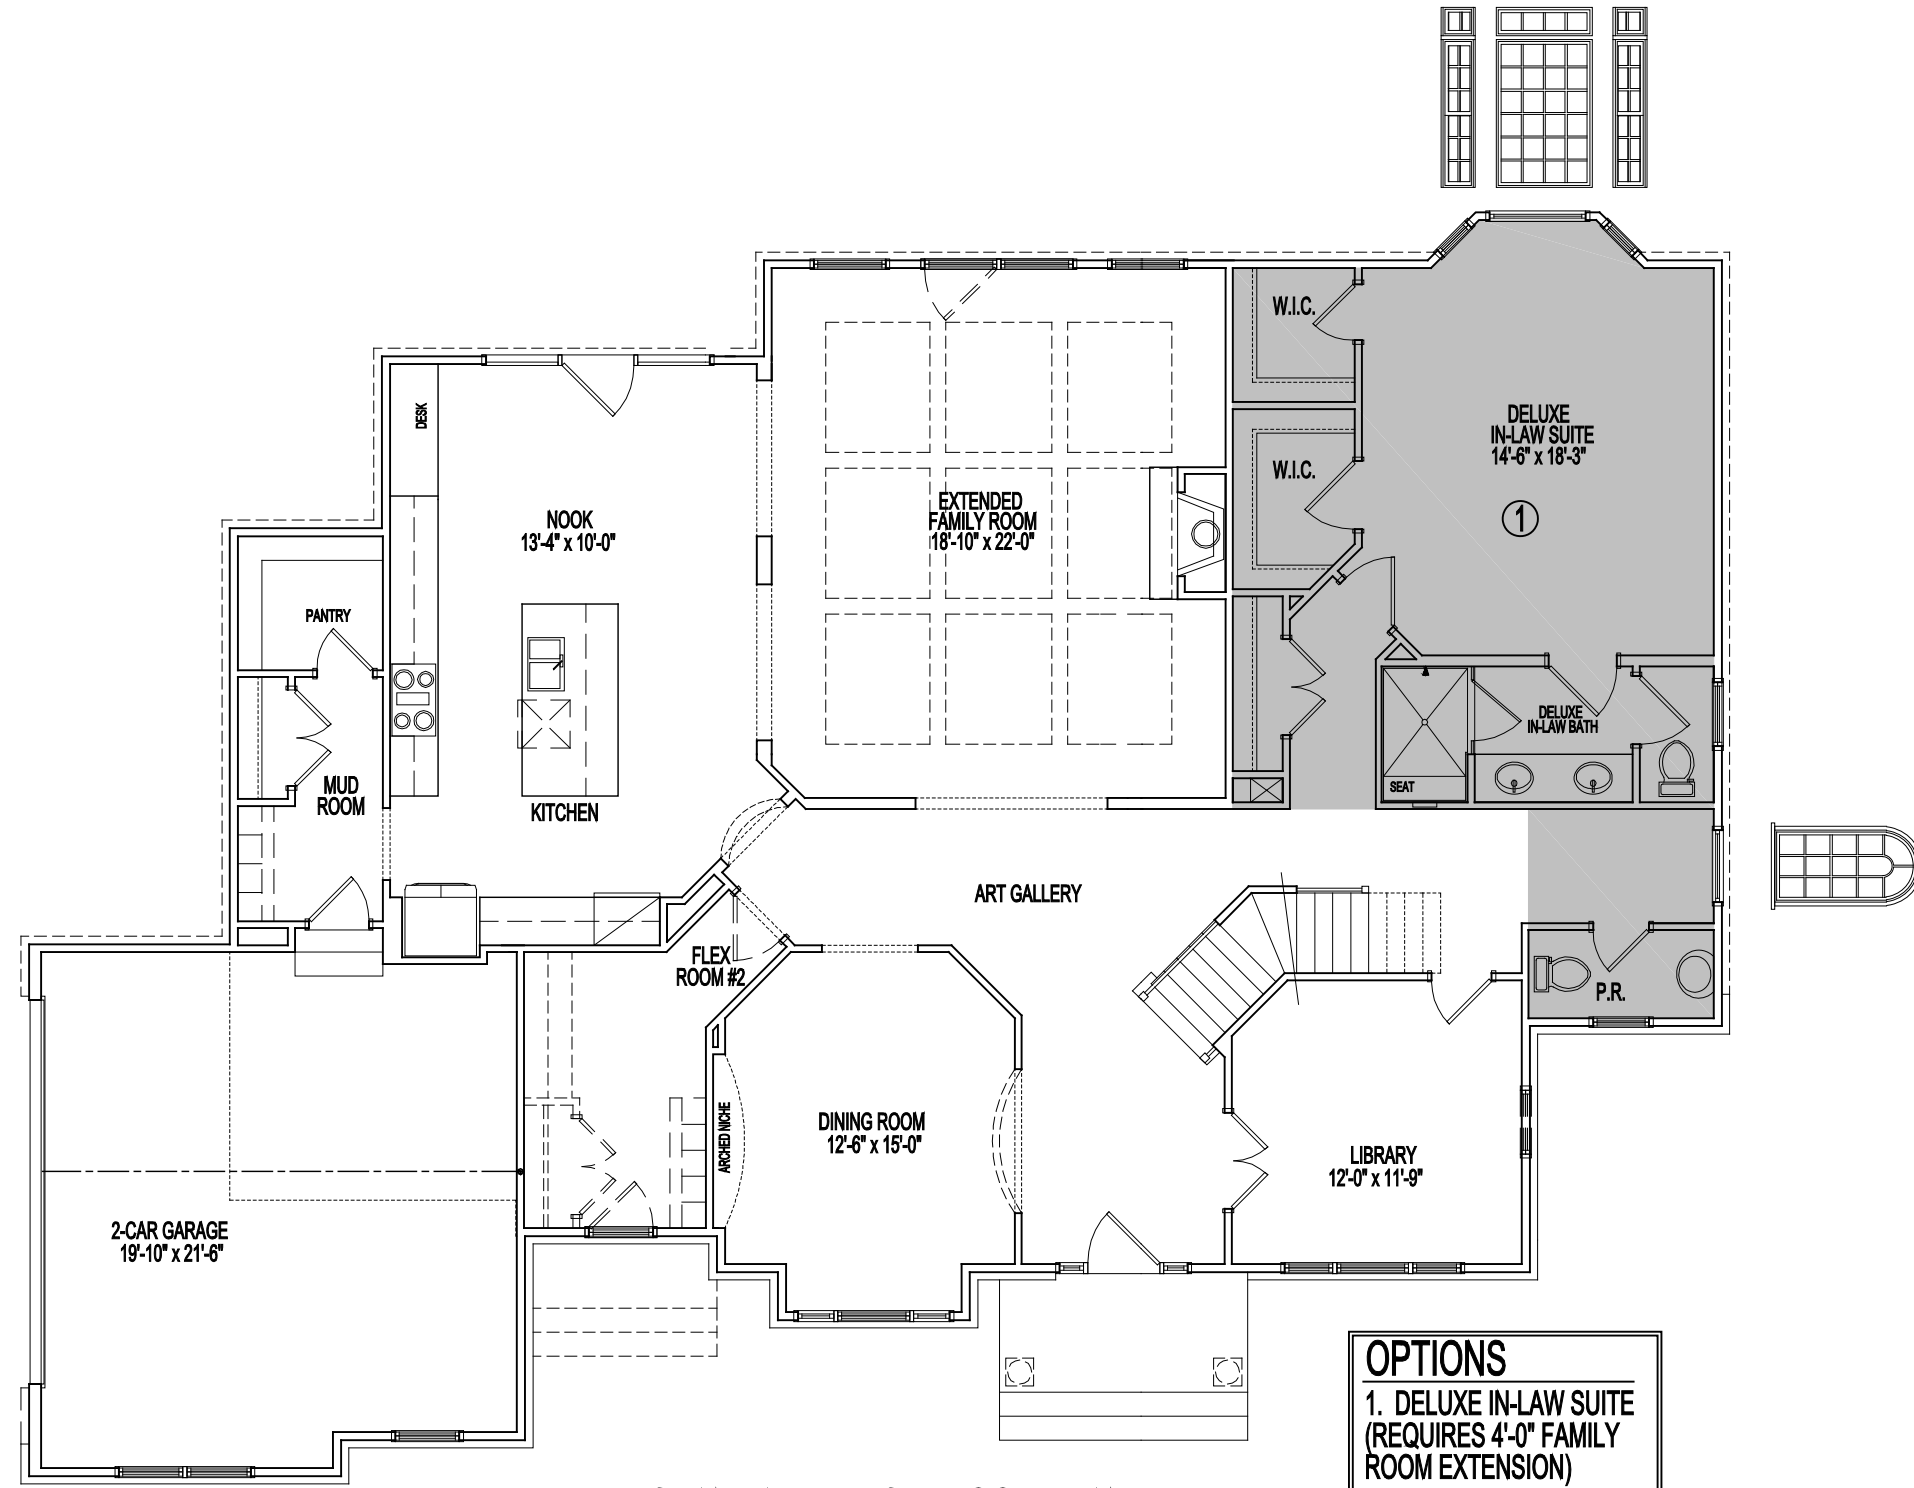 W.I.C.
DELUXE
IN-LAW SUITE
14'-6" x 18'-3"
1
W.I.C.
DESK
NOOK
13'-4" x 10'-0"
EXTENDED
FAMILY ROOM
18'-10" x 22'-0"
PANTRY
DELUXE
IN-LAW BATH
SEAT
MUD
ROOM
KITCHEN
ART GALLERY
FLEX
ROOM #2
P.R.
ARCHED NICHE
DINING ROOM
12'-6" x 15'-0"
LIBRARY
12'-0" x 11'-9"
2-CAR GARAGE
19'-10" x 21'-6"
OPTIONS
1. DELUXE IN-LAW SUITE
(REQUIRES 4'-0" FAMILY
ROOM EXTENSION)